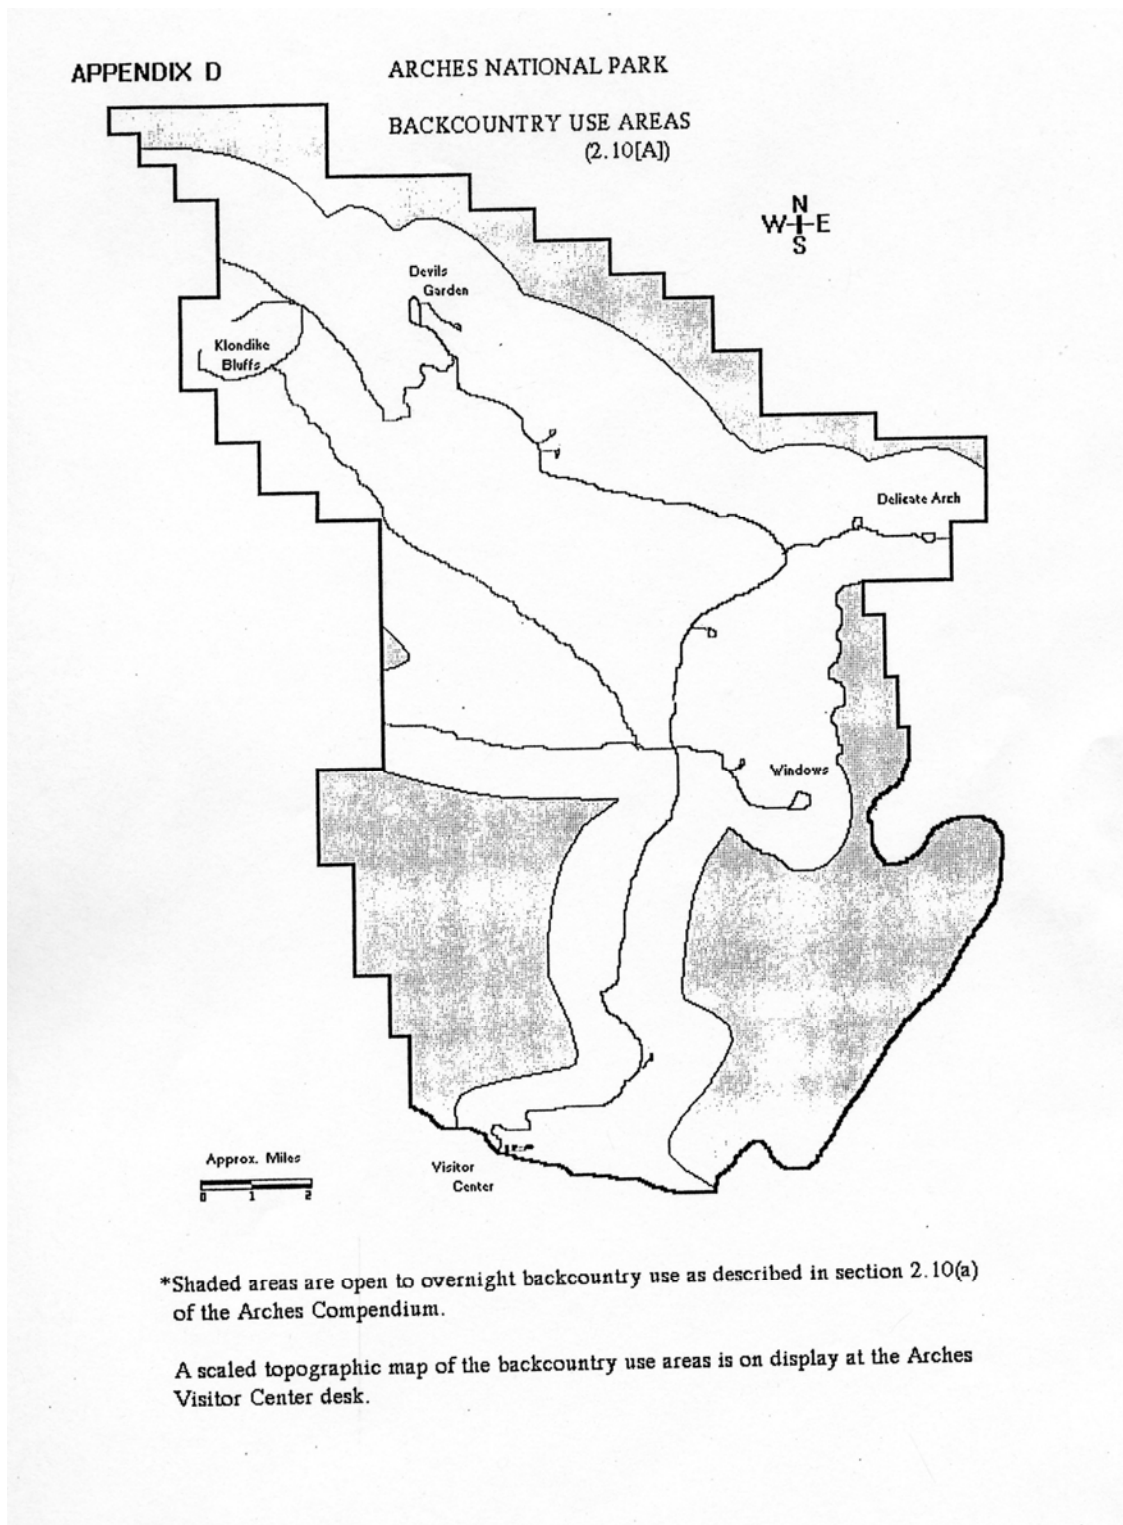 APPENDIX D
ARCHES NATIONAL PARK
BACKCOUNTRY USE AREAS
(2.10[A])
N
W E
S
Devils
Garden
Klondike
Bluffs
Delicate Arch
Windows
Approx. Miles
0 1 2
Visitor
Center
*Shaded areas are open to overnight backcountry use as described in section 2.10(a)
of the Arches Compendium.
A scaled topographic map of the backcountry use areas is on display at the Arches
Visitor Center desk.